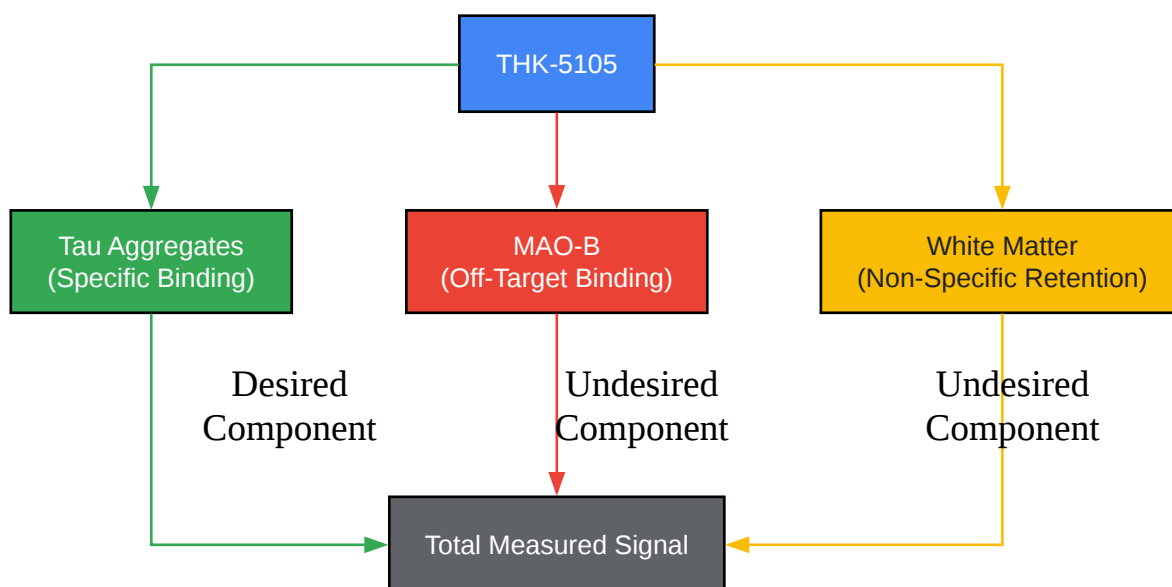 THK-5105
Tau Aggregates
(Specific Binding)
MAO-B
(Off-Target Binding)
White Matter
(Non-Specific Retention)
Desired
Component
Undesired
Component
Undesired
Component
Total Measured Signal